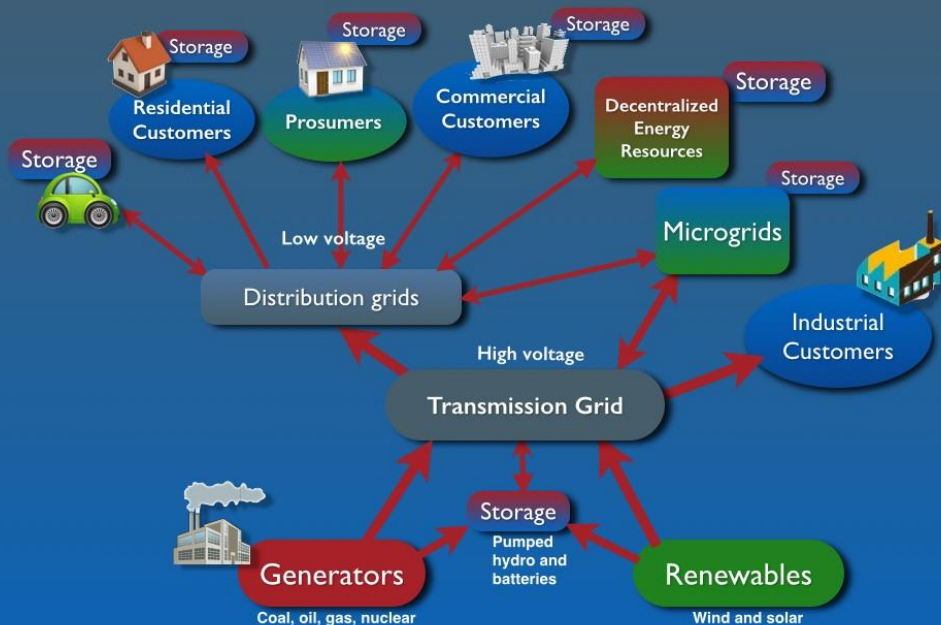 Storage
Storage
Storage
Residential
Customers
Prosumers
Commercial
Customers
Decentralized
Energy
Resources
Storage
Storage
Storage
Microgrids
Low voltage
Distribution grids
Industrial
Customers
High voltage
Transmission Grid
Storage
Pumped
hydro and
batteries
Generators
Coal, oil, gas, nuclear
Renewables
Wind and solar